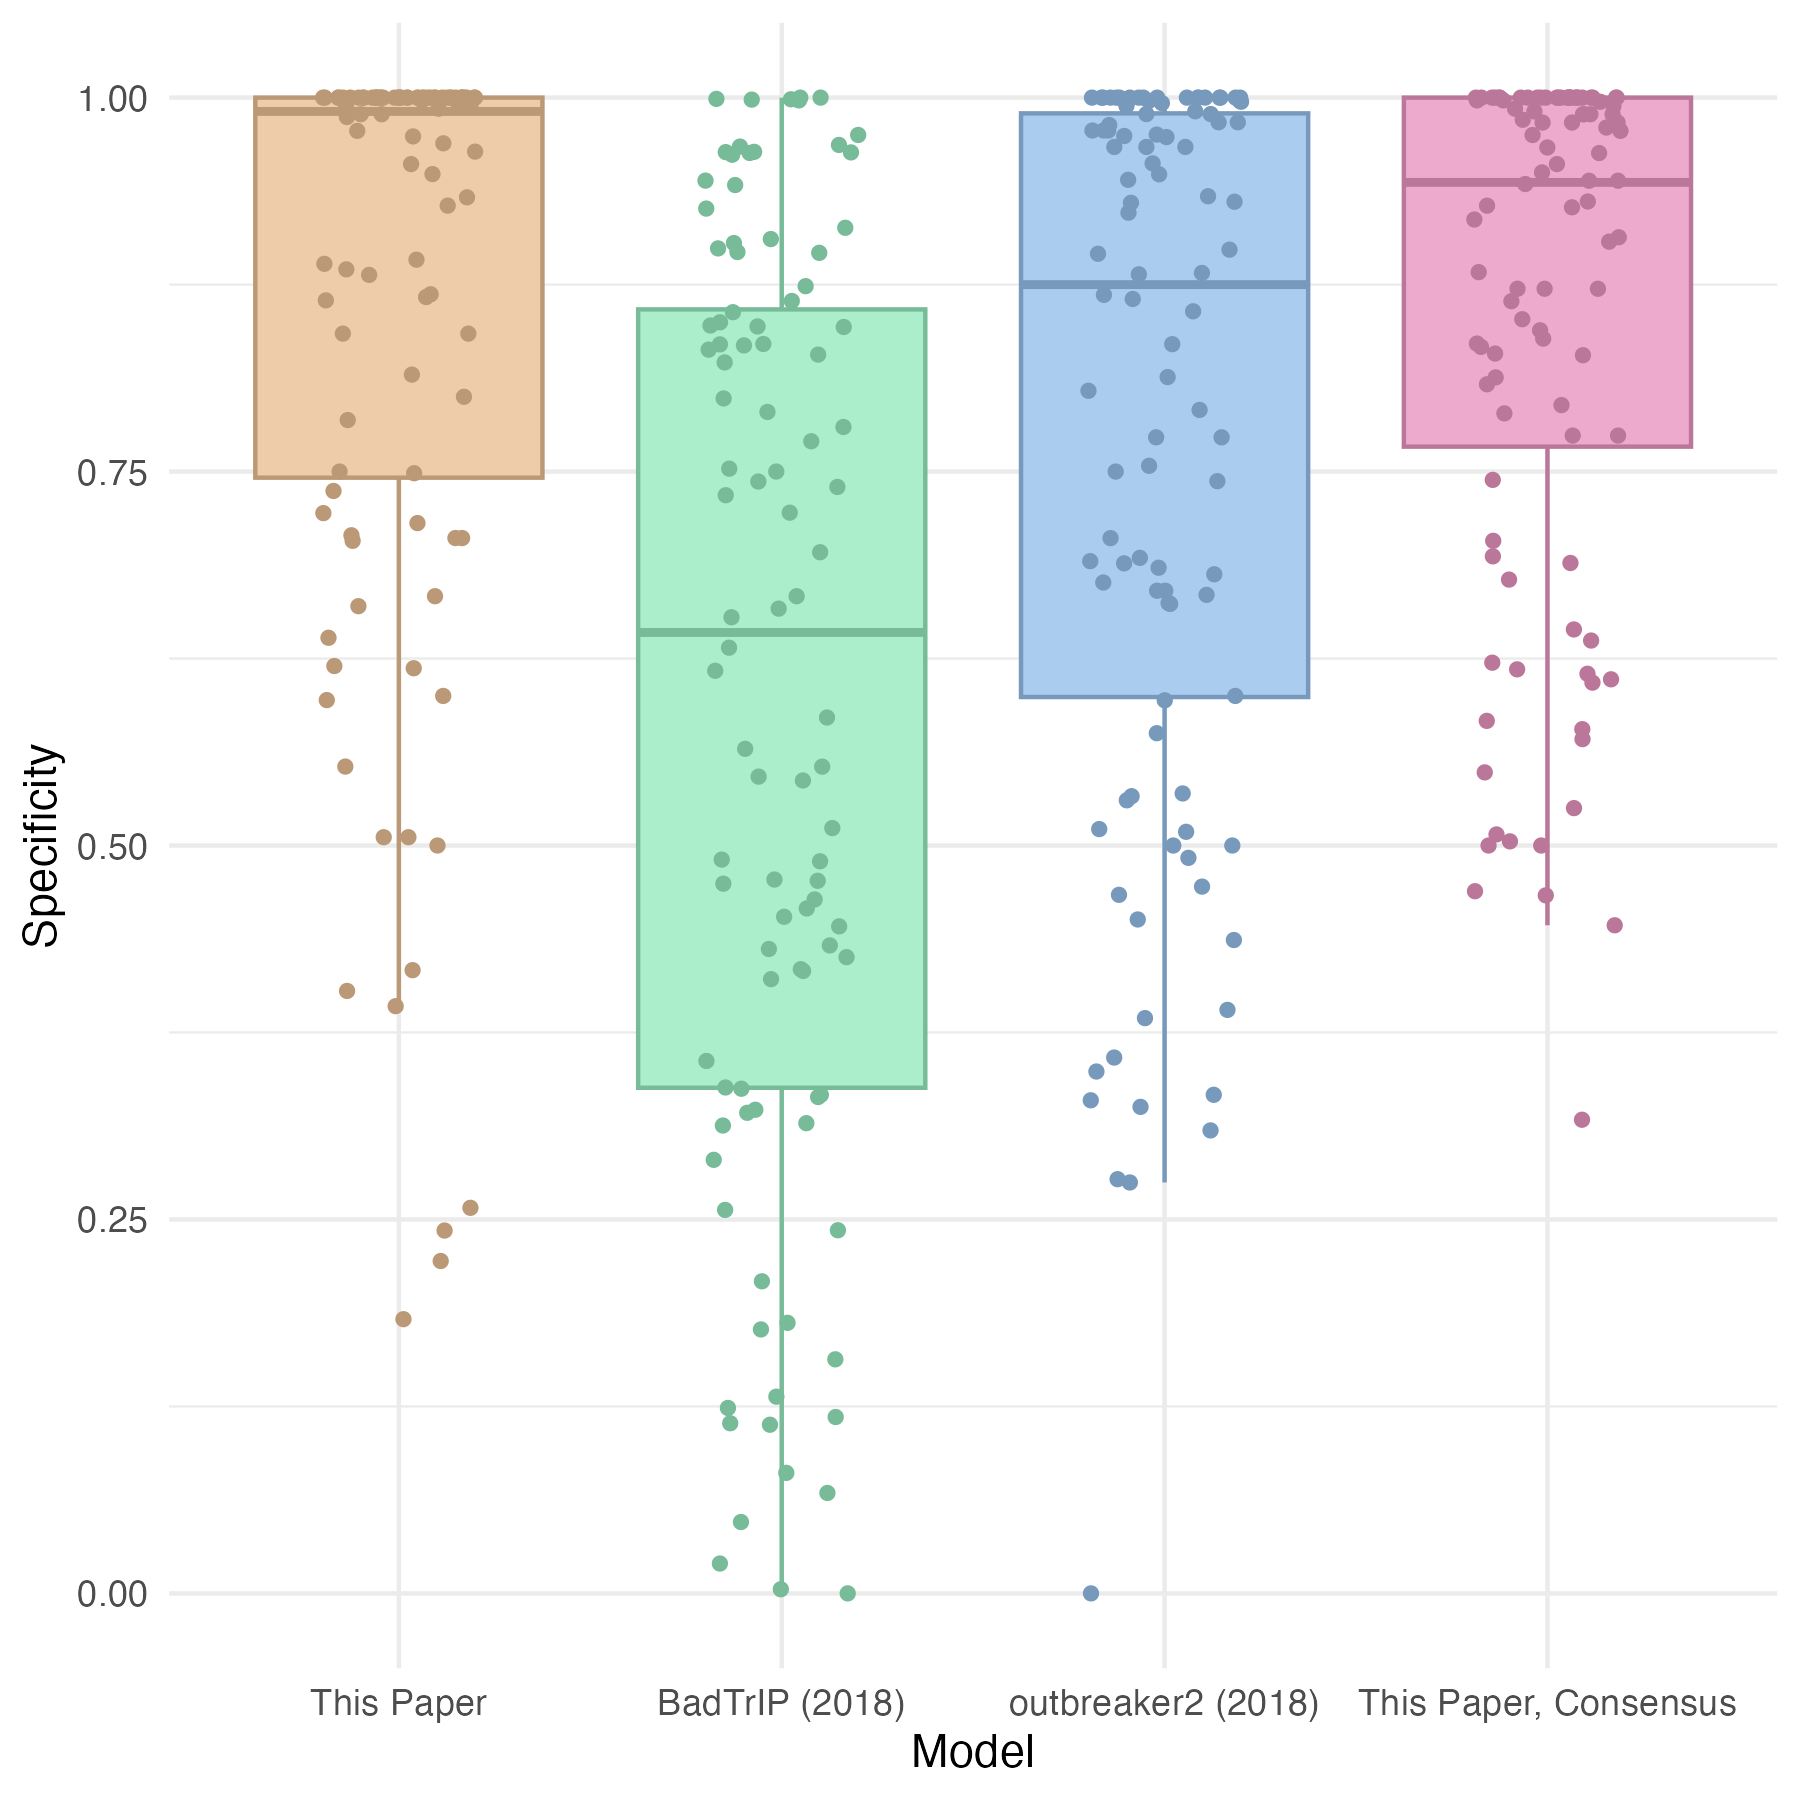 Specificity
1.00
0.75
0.50
0.25
0.00
This Paper
BadTrIP (2018)
outbreaker2 (2018)
This Paper, Consensus
Model